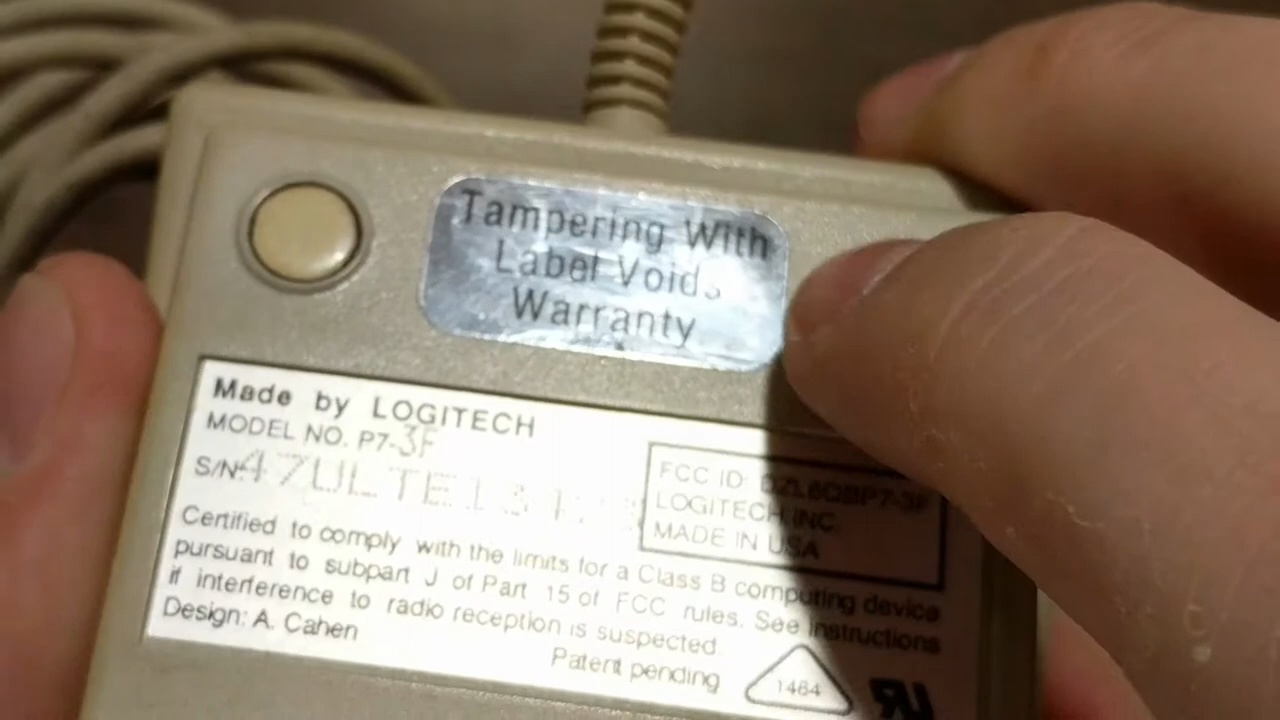 Tampering With
Label Voids
Warranty
Made by LOGITECH
MODEL NO. P7-3F
S/N:
FCC ID: DZL6QBP7-3F
LOGITECH INC.
MADE IN USA
Certified to comply with the limits for a Class B computing device
pursuant to subpart J of Part 15 of FCC rules. See instructions
if interference to radio reception is suspected.
Design: A. Cahen
Patent pending
1464